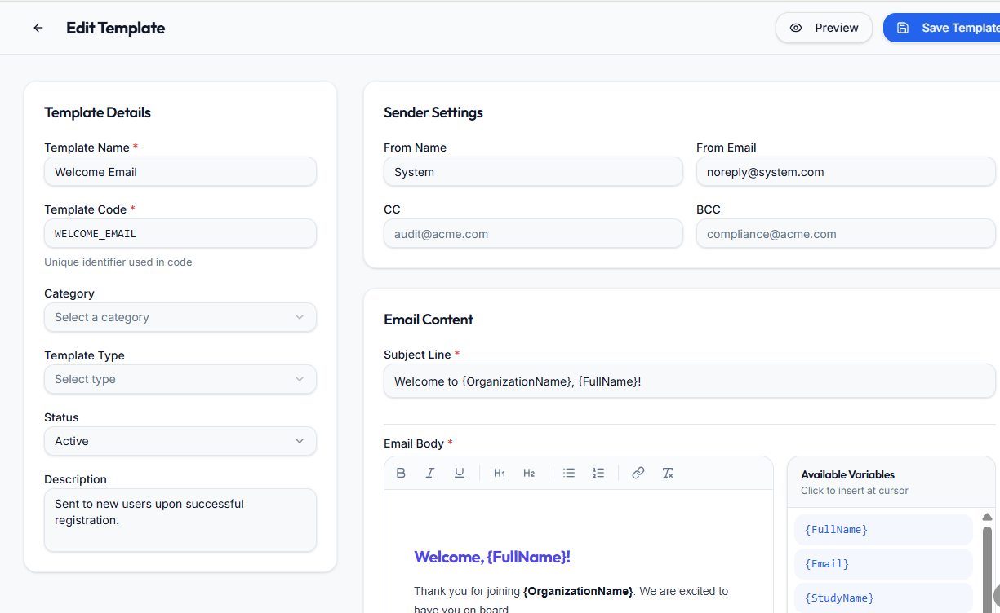 Edit Template
Preview
Save Template
Template Details
Template Name *
Welcome Email
Template Code *
WELCOME_EMAIL
Unique identifier used in code
Category
Select a category
Template Type
Select type
Status
Active
Description
Sent to new users upon successful
registration.
Sender Settings
From Name
From Email
System
noreply@system.com
CC
BCC
audit@acme.com
compliance@acme.com
Email Content
Subject Line *
Welcome to {OrganizationName}, {FullName}!
Email Body *
B I U H1 H2
Welcome, {FullName}!
Thank you for joining {OrganizationName}. We are excited to
have you on board
Available Variables
Click to insert at cursor
{FullName}
{Email}
{StudyName}